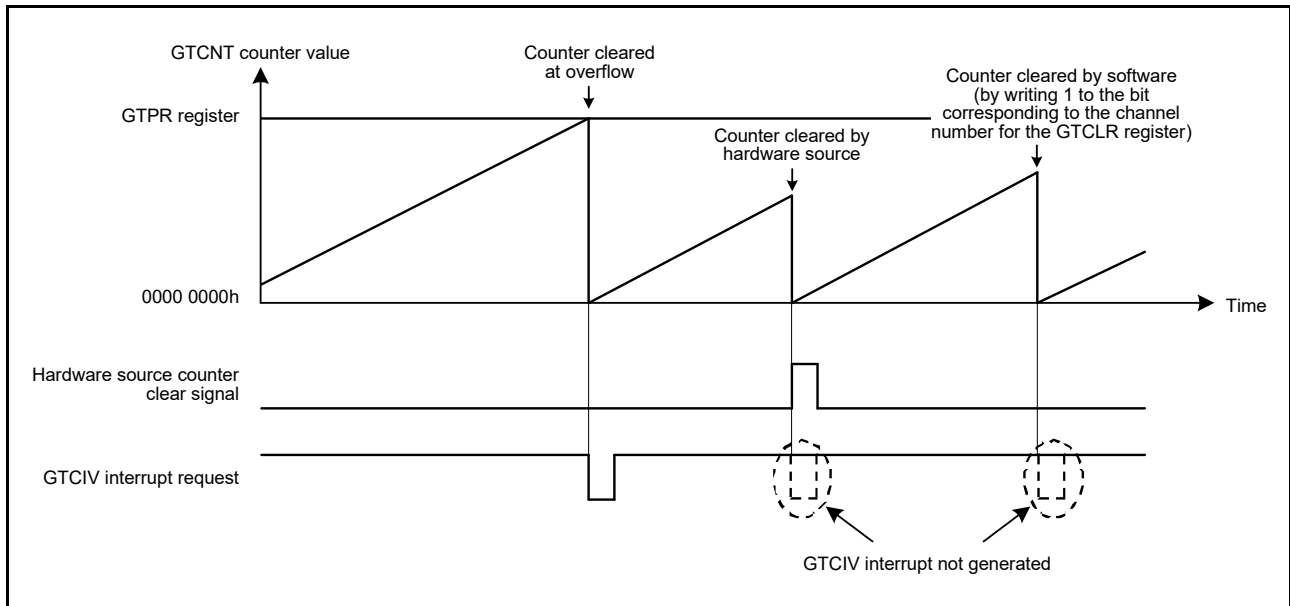 GTCNT counter value
Counter cleared
at overflow
Counter cleared by software
(by writing 1 to the bit
corresponding to the channel
number for the GTCLR register)
GTPR register
Counter cleared by
hardware source
0000 0000h
Time
Hardware source counter
clear signal
GTCIV interrupt request
GTCIV interrupt not generated